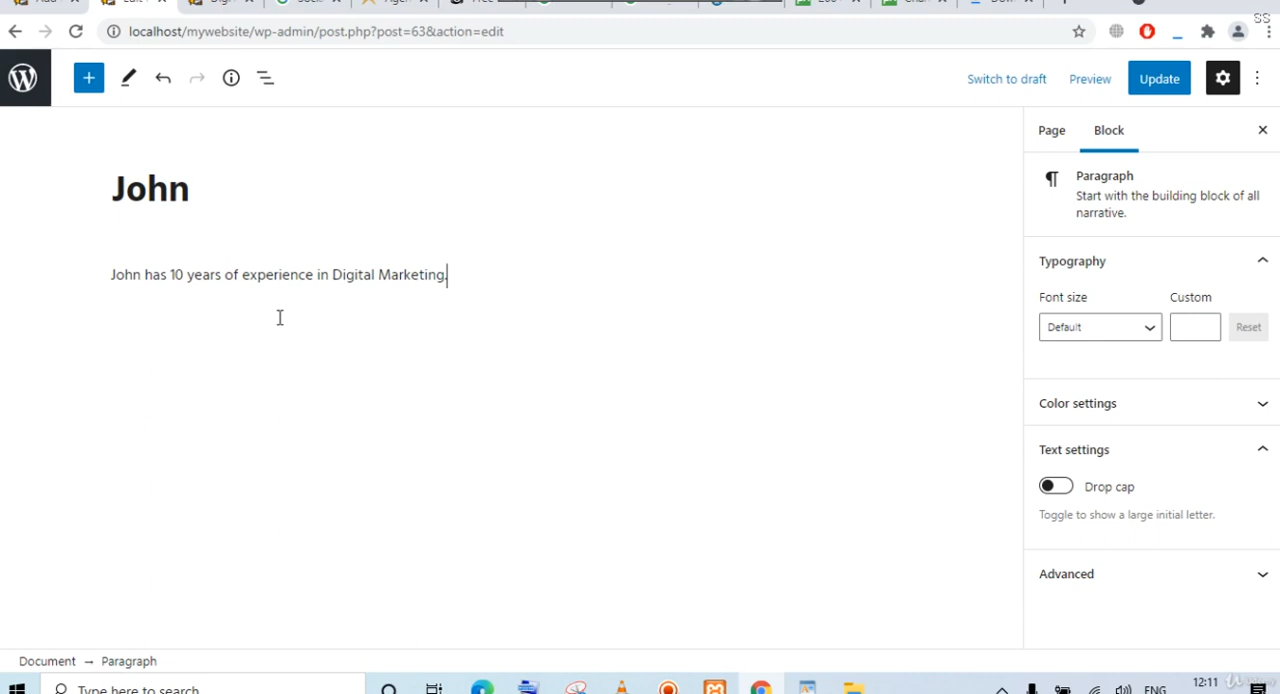 SS
localhost/mywebsite/wp-admin/post.php?post=63&action=edit
Switch to draft
Preview
Update
Page
Block
John
Paragraph
Start with the building block of all
narrative.
John has 10 years of experience in Digital Marketing.
Typography
Font size
Custom
Default
Reset
Color settings
Text settings
Drop cap
Toggle to show a large initial letter.
Advanced
Document → Paragraph
Type here to search
ENG
12:11